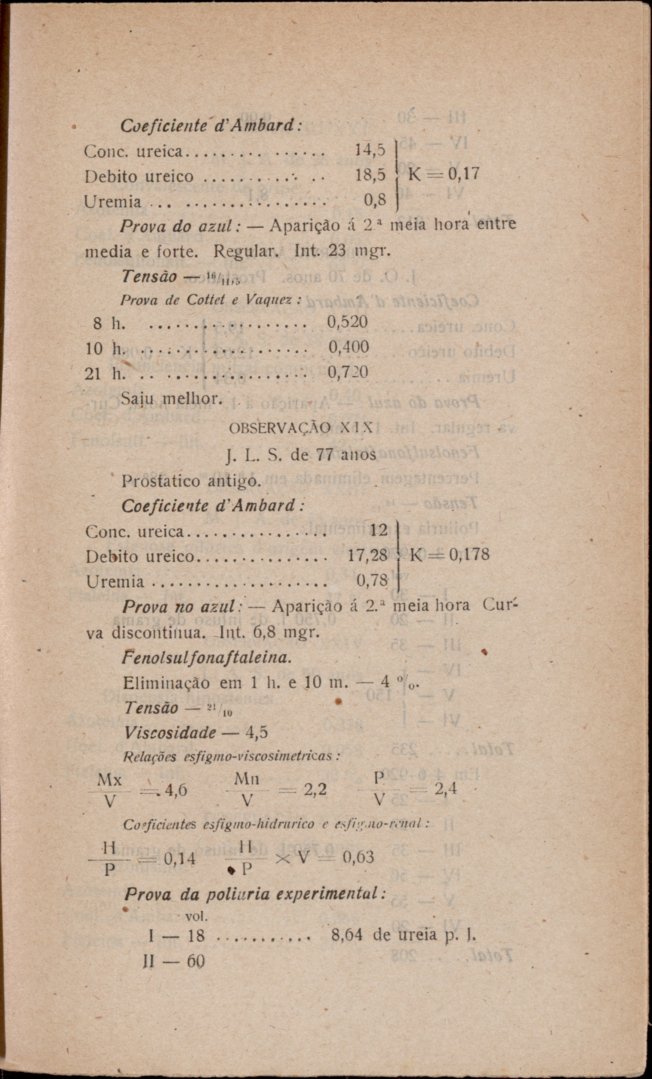 Coeficiente d'Ambard:
Conc. ureica............... 14,5
Debito ureico .......... .. 18,5 K = 0,17
Uremia ... ................ 0,8
Prova do azul: — Aparição á 2.ª meia hora entre
media e forte. Regular. Int. 23 mgr.
Tensão —
Prova de Cottet e Vaquez:
8 h. ................. 0,520
10 h. ................. 0,400
21 h. .. .............. 0,720
Saiu melhor.
OBSERVAÇÃO XIX
J. L. S. de 77 anos
Prostatico antigo.
Coeficiente d'Ambard:
Conc. ureica............... 12
Debito ureico.............. 17,28 K = 0,178
Uremia .................. 0,78
Prova no azul: — Aparição á 2.ª meia hora Cur-
va discontinua. Int. 6,8 mgr.
Fenolsulfonaftaleina.
Eliminação em 1 h. e 10 m. — 4 %.
Tensão — 21/10
Viscosidade — 4,5
Relações esfigmo-viscosimetricas:
Mx/V = 4,6 Mn/V = 2,2 P/V = 2,4
Coeficientes esfigmo-hidrurico e esfigmo-renal:
H/P = 0,14 H/P × V = 0,63
Prova da poliuria experimental:
vol.
I — 18 ........... 8,64 de ureia p. l.
II — 60